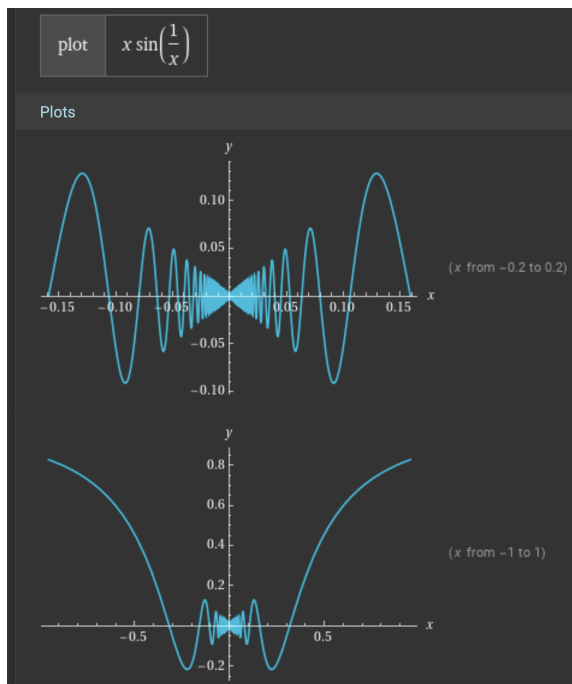 plot x sin(1/x)
Plots
y
0.10
0.05
(x from −0.2 to 0.2)
−0.15 −0.10 −0.05 0.05 0.10 0.15 x
−0.05
−0.10
y
0.8
0.6
0.4
(x from −1 to 1)
0.2
−0.5 0.5 x
−0.2